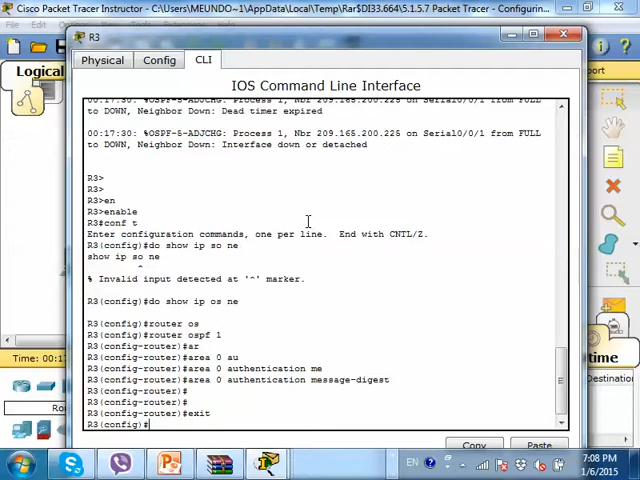 Cisco Packet Tracer Instructor - C:\Users\MEUNDO~1\AppData\Local\Temp\Rar$DI33.664\5.1.5.7 Packet Tracer - Configurin
R3
Logical
Physical
Config
CLI
IOS Command Line Interface
00:17:30: %OSPF-5-ADJCHG: Process 1, Nbr 209.165.200.225 on Serial0/0/1 from FULL
to DOWN, Neighbor Down: Dead timer expired
00:17:30: %OSPF-5-ADJCHG: Process 1, Nbr 209.165.200.225 on Serial0/0/1 from FULL
to DOWN, Neighbor Down: Interface down or detached
R3>
R3>
R3>en
R3>enable
R3#conf t
Enter configuration commands, one per line.  End with CNTL/Z.
R3(config)#do show ip so ne
show ip so ne
^
% Invalid input detected at '^' marker.
R3(config)#do show ip os ne
R3(config)#router os
R3(config)#router ospf 1
R3(config-router)#ar
R3(config-router)#area 0 au
R3(config-router)#area 0 authentication me
R3(config-router)#area 0 authentication message-digest
R3(config-router)#
R3(config-router)#
R3(config-router)#exit
R3(config)#
Copy
Paste
port
Time: 00:1
Ro
time
Destination
EN
7:08 PM
1/6/2015